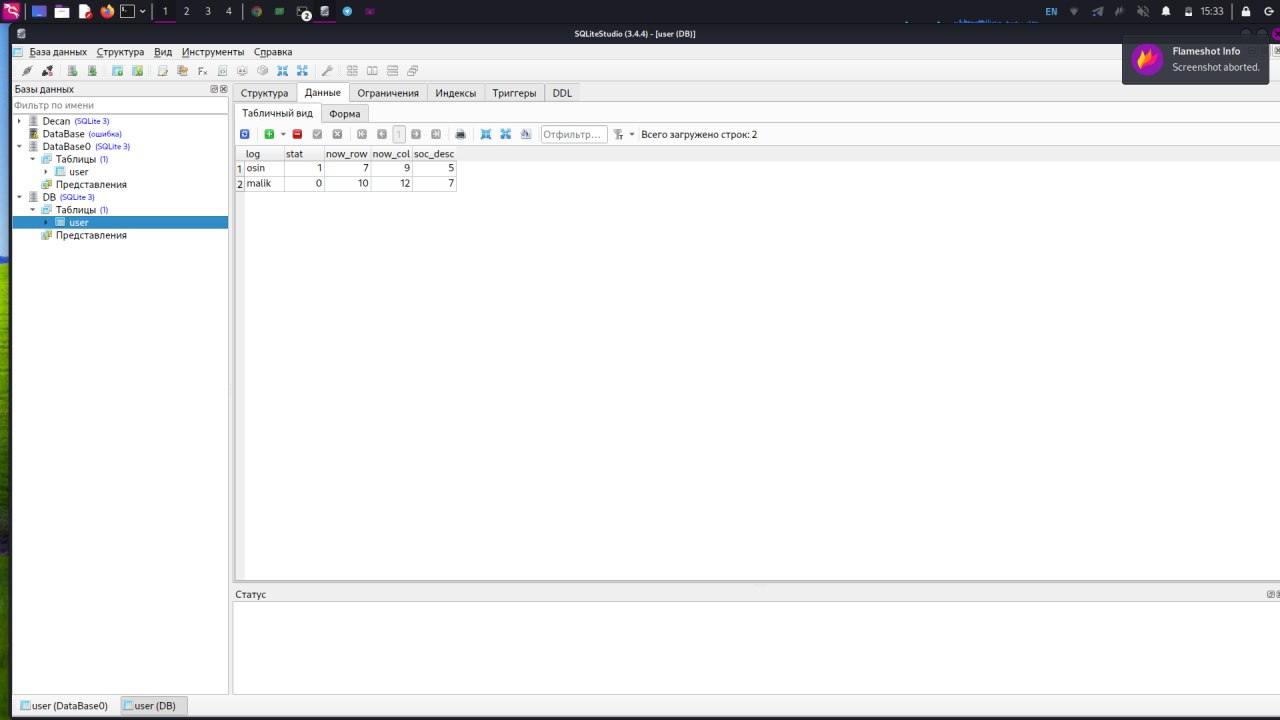 1 2 3 4 2 EN 15:33
SQLiteStudio (3.4.4) - [user (DB)]
База данных Структура Вид Инструменты Справка
Flameshot Info
Screenshot aborted.
Базы данных
Фильтр по имени
Decan (SQLite 3)
DataBase (ошибка)
DataBase0 (SQLite 3)
Таблицы (1)
user
Представления
DB (SQLite 3)
Таблицы (1)
user
Представления
Структура Данные Ограничения Индексы Триггеры DDL
Табличный вид Форма
1 Отфильтр... Всего загружено строк: 2
log stat now_row now_col soc_desc
1 osin 1 7 9 5
2 malik 0 10 12 7
Статус
user (DataBase0) user (DB)